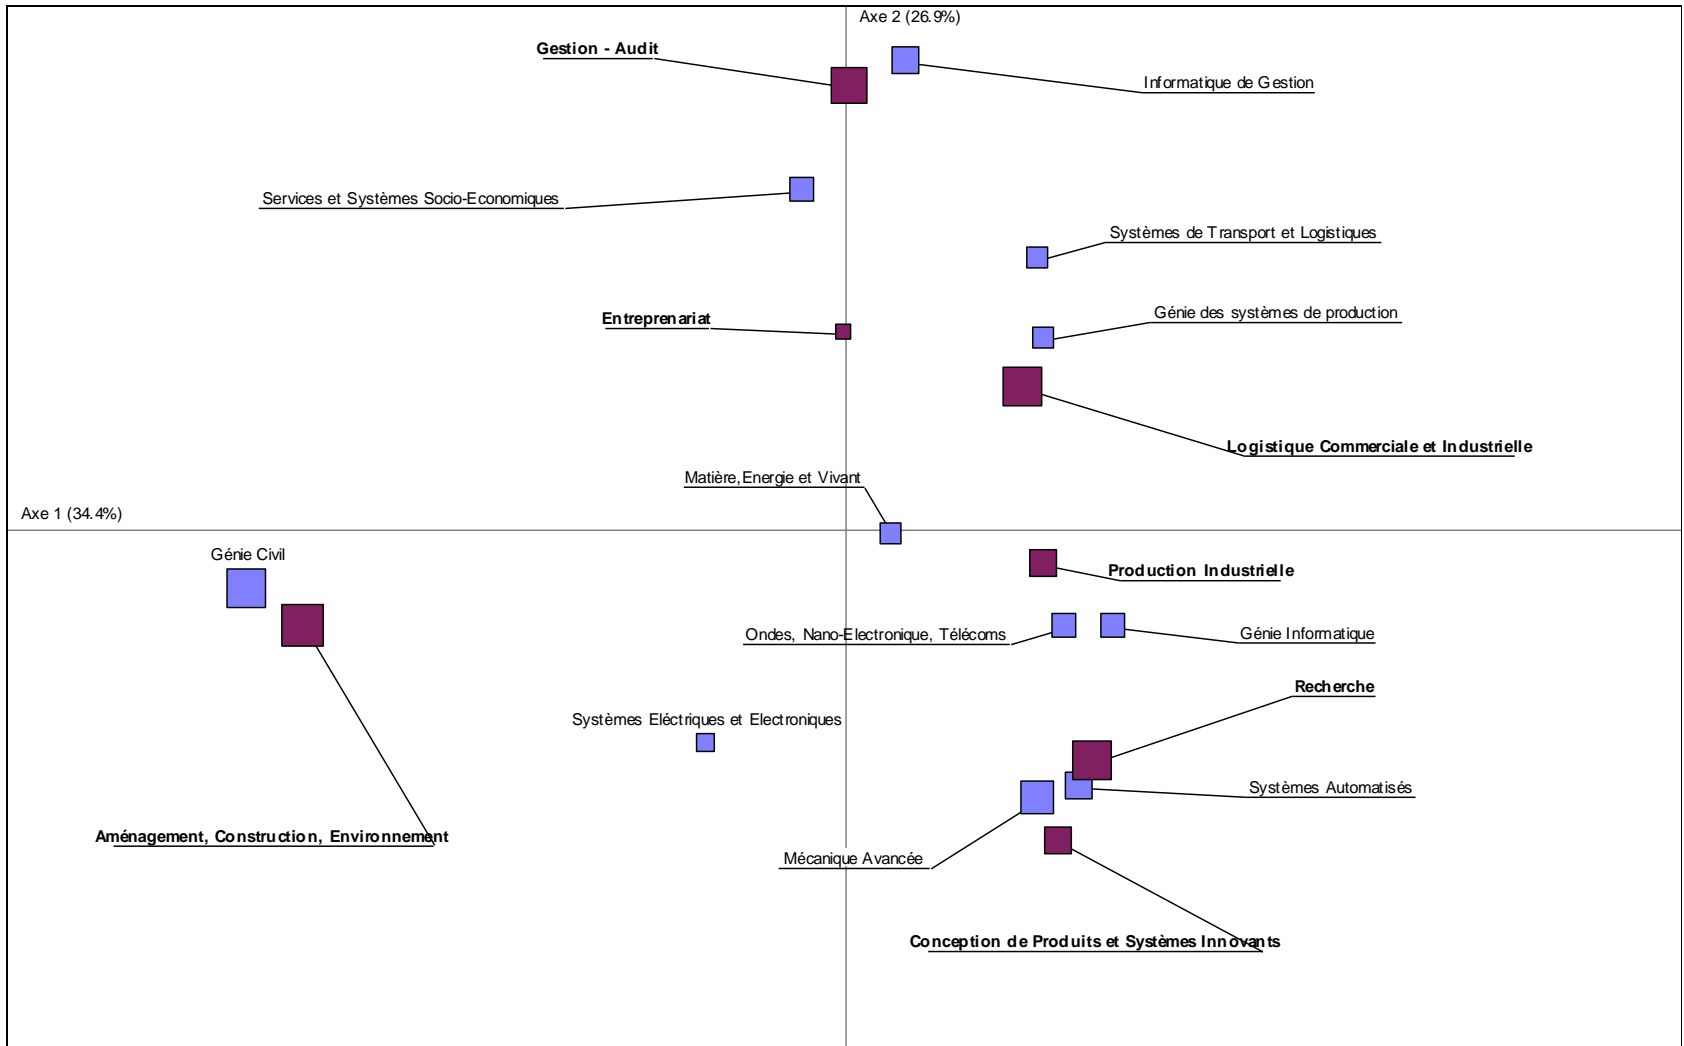 Axe 2 (26.9%)
Gestion - Audit
Informatique de Gestion
Services et Systèmes Socio-Economiques
Systèmes de Transport et Logistiques
Entreprenariat
Génie des systèmes de production
Logistique Commerciale et Industrielle
Matière, Energie et Vivant
Axe 1 (34.4%)
Génie Civil
Production Industrielle
Ondes, Nano-Electronique, Télécoms
Génie Informatique
Recherche
Systèmes Eléctriques et Electroniques
Systèmes Automatisés
Aménagement, Construction, Environnement
Mécanique Avancée
Conception de Produits et Systèmes Innovants